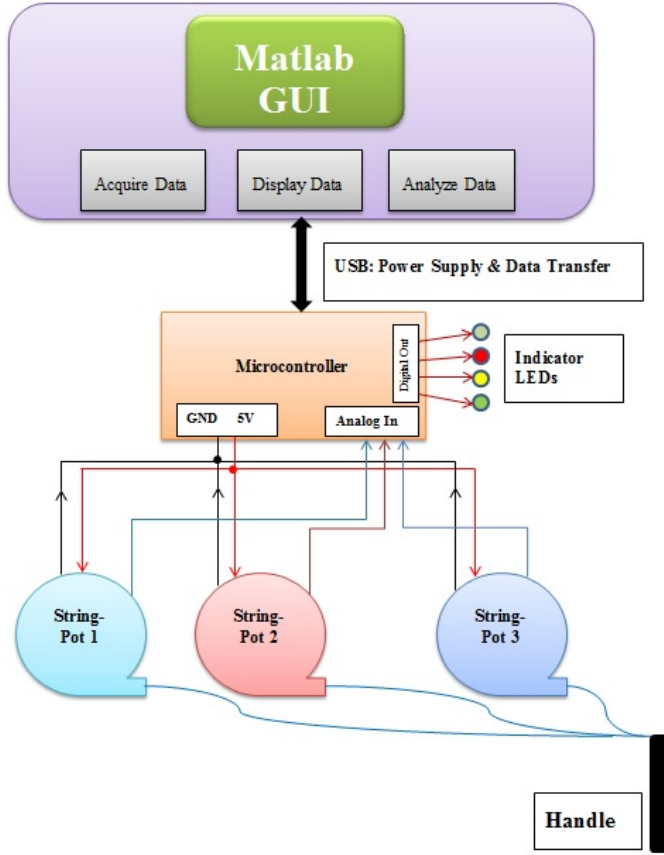 Matlab
GUI
Acquire Data
Display Data
Analyze Data
USB: Power Supply & Data Transfer
Microcontroller
Digital Out
Indicator
LEDs
GND 5V
Analog In
String-
Pot 1
String-
Pot 2
String-
Pot 3
Handle